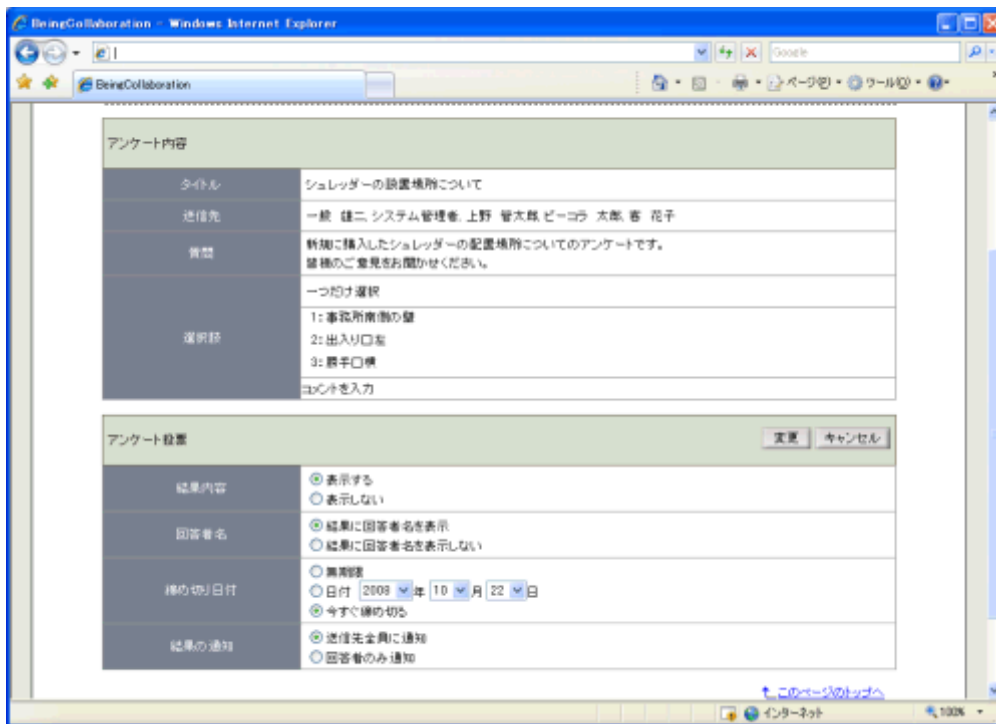 BeingCollaboration - Windows Internet Explorer
Google
BeingCollaboration
ページ(P)
ツール(O)
アンケート内容
タイトル
シュレッダーの設置場所について
送信先
一般 雄二, システム管理者, 上野 智太郎, ビーコラ 太郎, 客 花子
質問
新規に購入したシュレッダーの配置場所についてのアンケートです。
皆様のご意見をお聞かせください。
選択肢
一つだけ選択
1: 事務所南側の壁
2: 出入り口左
3: 勝手口横
コメントを入力
アンケート投票
変更
キャンセル
結果内容
表示する
表示しない
回答者名
結果に回答者名を表示
結果に回答者名を表示しない
締め切り日付
無期限
日付 2008 年 10 月 22 日
今すぐ締め切る
結果の通知
送信先全員に通知
回答者のみ通知
このページのトップへ
インターネット
100%